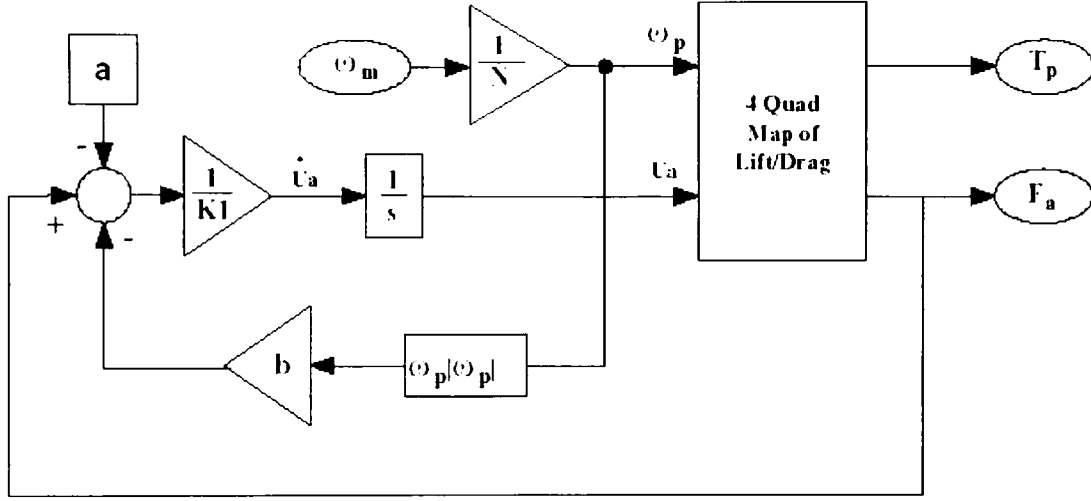 a
ω m
1
N
ω p
4 Quad
Map of
Lift/Drag
T p
-
+
-
1
K1
U̇a
1
s
Ua
F a
b
ω p|ω p|